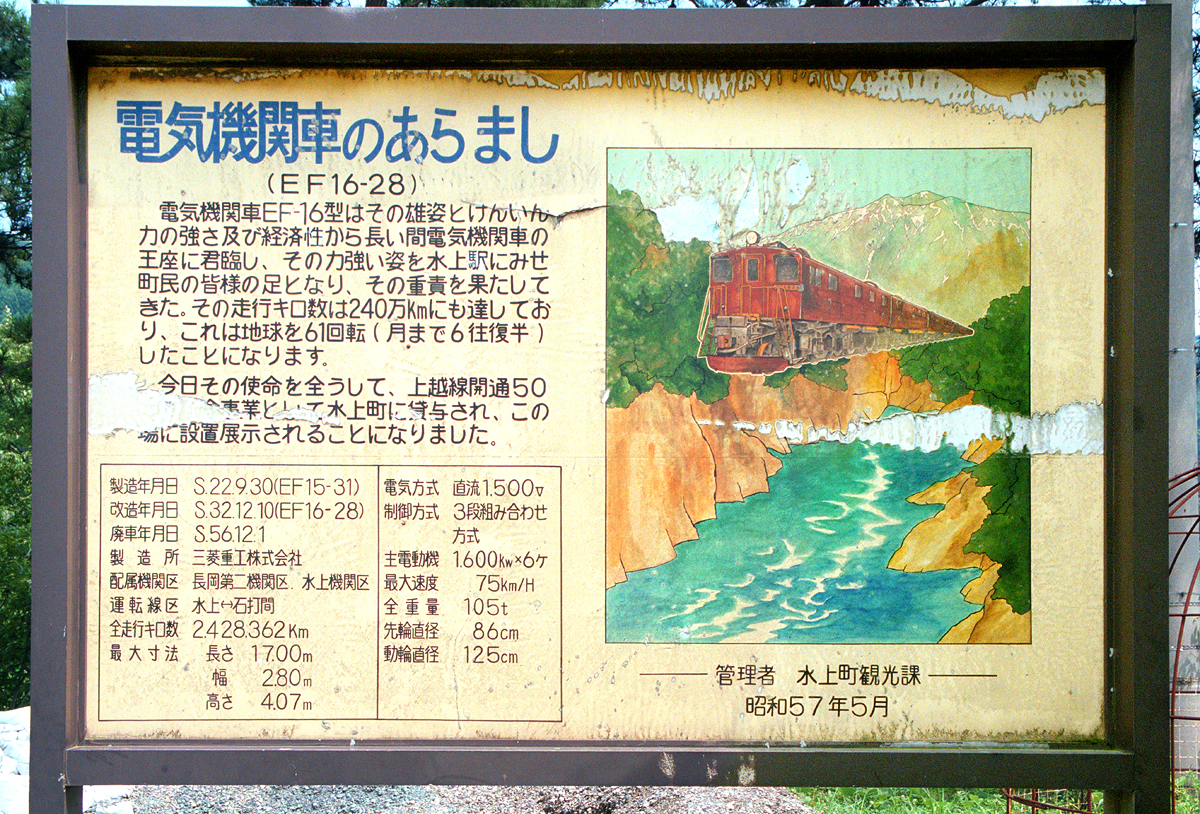 電気機関車のあらまし
(EF16-28)
電気機関車EF-16型はその雄姿とけんいん
力の強さ及び経済性から長い間電気機関車の
王座に君臨し、その力強い姿を水上駅にみせ
町民の皆様の足となり、その重責を果たして
きた。その走行キロ数は240万Kmにも達してお
り、これは地球を61回転(月まで6往復半)
したことになります。
今日その使命を全うして、上越線開通50
事業として水上町に貸与され、この
場に設置展示されることになりました。
製造年月日 S.22.9.30(EF15-31)
改造年月日 S.32.12.10(EF16-28)
廃車年月日 S.56.12.1
製造所 三菱重工株式会社
配属機関区 長岡第二機関区.水上機関区
運転線区 水上↔石打間
全走行キロ数 2.428.362Km
最大寸法 長さ 17.00m
幅 2.80m
高さ 4.07m
電気方式 直流1.500V
制御方式 3段組み合わせ
方式
主電動機 1.600kw×6ケ
最大速度 75km/H
全重量 105t
先輪直径 86cm
動輪直径 125cm
管理者 水上町観光課
昭和57年5月